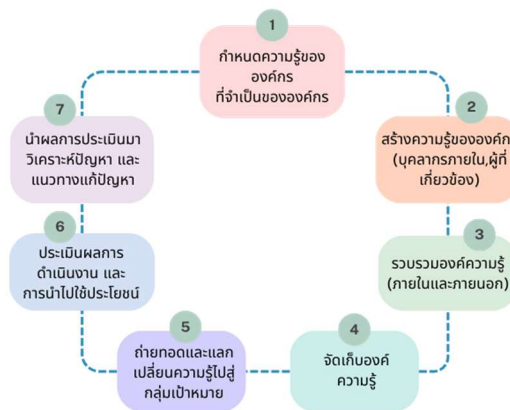 1
กำหนดความรู้ของ
องค์กร
ที่จำเป็นขององค์กร
2
สร้างความรู้ขององค์ก
(บุคลากรภายใน,ผู้ที่
เกี่ยวข้อง)
3
รวบรวมองค์ความรู้
(ภายในและภายนอก)
4
จัดเก็บองค์
ความรู้
5
ถ่ายทอดและแลก
เปลี่ยนความรู้ไปสู่
กลุ่มเป้าหมาย
6
ประเมินผลการ
ดำเนินงาน และ
การนำไปใช้ประโยชน์
7
นำผลการประเมินมา
วิเคราะห์ปัญหา และ
แนวทางแก้ปัญหา